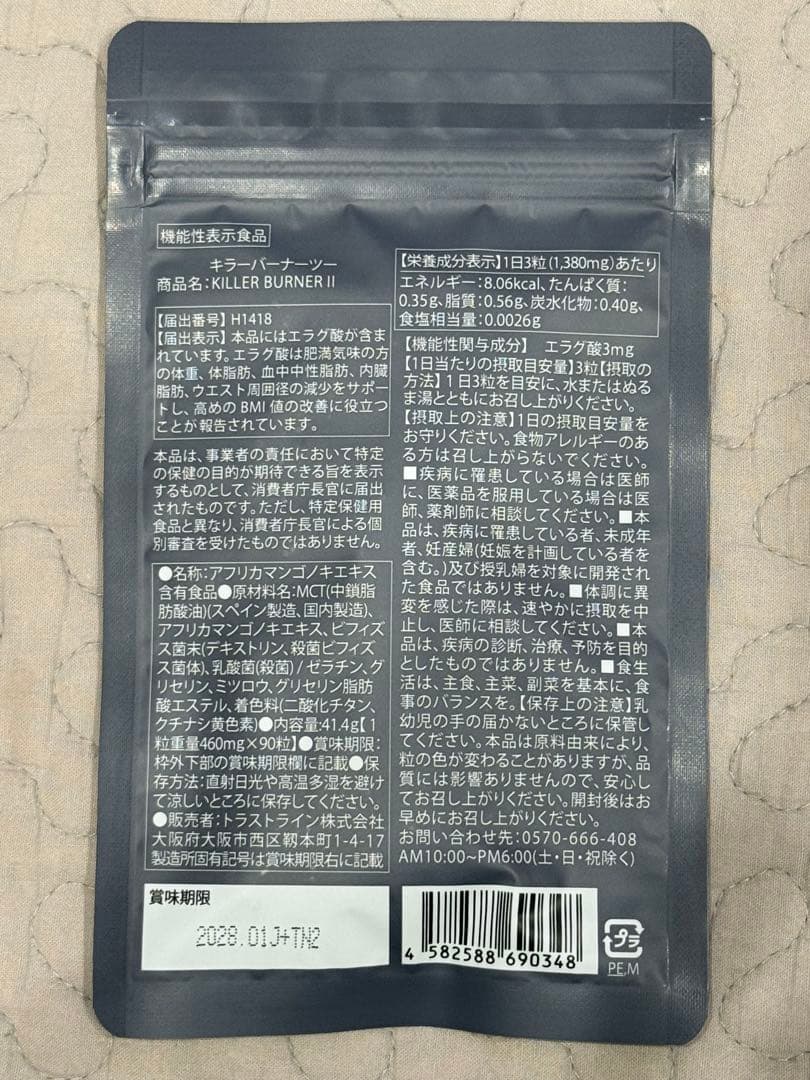 機能性表示食品
キラーバーナーツー
商品名:KILLER BURNER II
【届出番号】H1418
【届出表示】本品にはエラグ酸が含ま
れています。エラグ酸は肥満気味の方
の体重、体脂肪、血中中性脂肪、内臓
脂肪、ウエスト周囲径の減少をサポー
トし、高めのBMI値の改善に役立つ
ことが報告されています。
本品は、事業者の責任において特定
の保健の目的が期待できる旨を表示
するものとして、消費者庁長官に届出
されたものです。ただし、特定保健用
食品と異なり、消費者庁長官による個
別審査を受けたものではありません。
●名称:アフリカマンゴノキエキス
含有食品●原材料名:MCT(中鎖脂
肪酸油)(スペイン製造、国内製造)、
アフリカマンゴノキエキス、ビフィズ
ス菌末(デキストリン、殺菌ビフィズ
ス菌体)、乳酸菌(殺菌)/ゼラチン、グ
リセリン、ミツロウ、グリセリン脂肪
酸エステル、着色料(二酸化チタン、
クチナシ黄色素)●内容量:41.4g【1
粒重量460mg×90粒】●賞味期限:
枠外下部の賞味期限欄に記載●保
存方法:直射日光や高温多湿を避け
て涼しいところに保存してください。
●販売者:トラストライン株式会社
大阪府大阪市西区靱本町1-4-17
製造所固有記号は賞味期限右に記載
賞味期限
2028.01J+TN2
【栄養成分表示】1日3粒(1,380mg)あたり
エネルギー:8.06kcal、たんぱく質:
0.35g、脂質:0.56g、炭水化物:0.40g、
食塩相当量:0.0026g
【機能性関与成分】 エラグ酸3mg
【1日当たりの摂取目安量】3粒【摂取の
方法】1日3粒を目安に、水またはぬる
ま湯とともにお召し上がりください。
【摂取上の注意】1日の摂取目安量を
お守りください。食物アレルギーのあ
る方は召し上がらないでください。
■疾病に罹患している場合は医師
に、医薬品を服用している場合は医
師、薬剤師に相談してください。■本
品は、疾病に罹患している者、未成年
者、妊産婦(妊娠を計画している者を
含む。)及び授乳婦を対象に開発され
た食品ではありません。■体調に異
変を感じた際は、速やかに摂取を中
止し、医師に相談してください。■本
品は、疾病の診断、治療、予防を目的
としたものではありません。■食生
活は、主食、主菜、副菜を基本に、食
事のバランスを。【保存上の注意】乳
幼児の手の届かないところに保管し
てください。本品は原料由来により、
粒の色が変わることがありますが、品
質には影響ありませんので、安心し
てお召し上がりください。開封後はお
早めにお召し上がりください。
お問い合わせ先:0570-666-408
AM10:00~PM6:00(土・日・祝除く)
4 582588 690348
プラ
PE,M